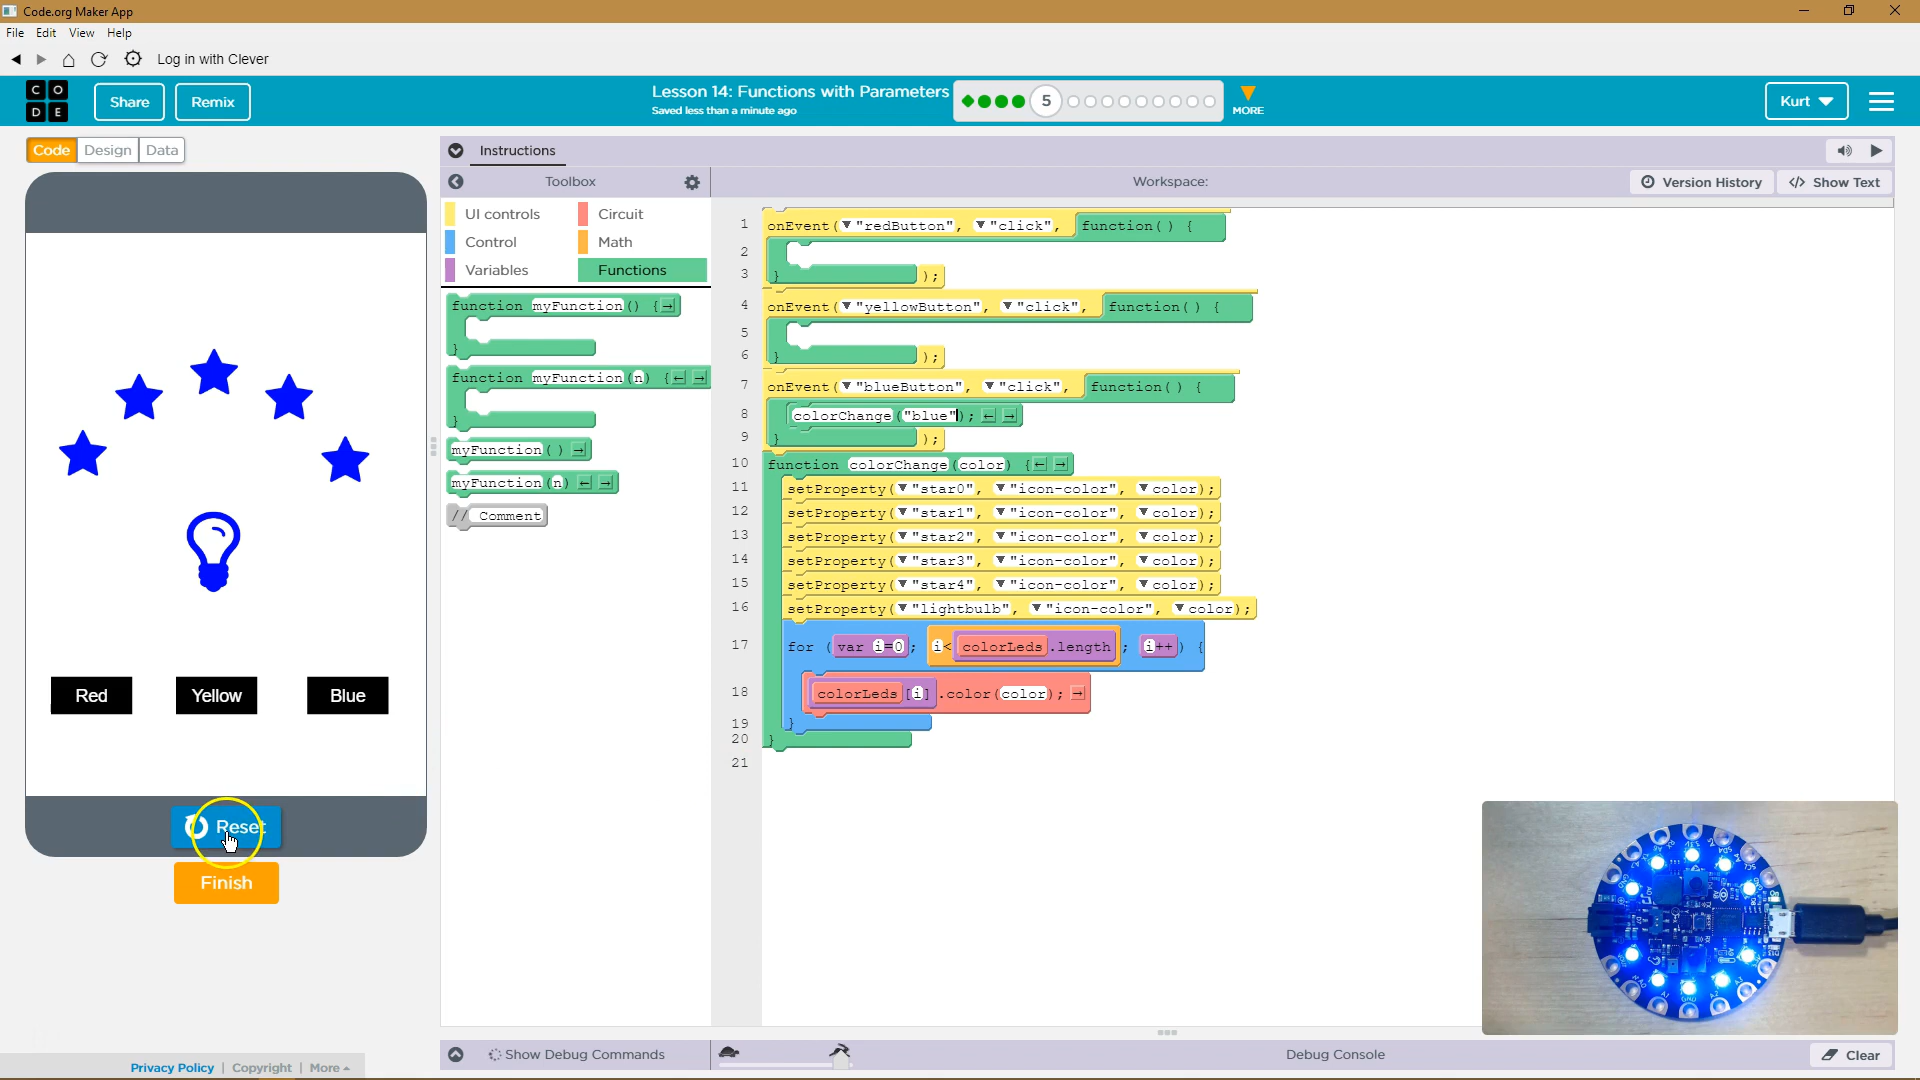 Code.org Maker App
File Edit View Help
Log in with Clever
CODE
Share
Remix
Lesson 14: Functions with Parameters
Saved less than a minute ago
5
MORE
Kurt
Code
Design
Data
Red
Yellow
Blue
Reset
Finish
Privacy Policy | Copyright | More
Instructions
Toolbox
Workspace:
Version History
</> Show Text
UI controls
Circuit
Control
Math
Variables
Functions
function myFunction() {
}
function myFunction(n) {
}
myFunction()
myFunction(n)
// Comment
1 onEvent("redButton", "click", function( ) {
2
3 } );
4 onEvent("yellowButton", "click", function( ) {
5
6 } );
7 onEvent("blueButton", "click", function( ) {
8 colorChange("blue");
9 } );
10 function colorChange(color) {
11 setProperty("star0", "icon-color", color);
12 setProperty("star1", "icon-color", color);
13 setProperty("star2", "icon-color", color);
14 setProperty("star3", "icon-color", color);
15 setProperty("star4", "icon-color", color);
16 setProperty("lightbulb", "icon-color", color);
17 for (var i=0; i<colorLeds.length; i++) {
18 colorLeds[i].color(color);
19 }
20 }
21
Show Debug Commands
Debug Console
Clear